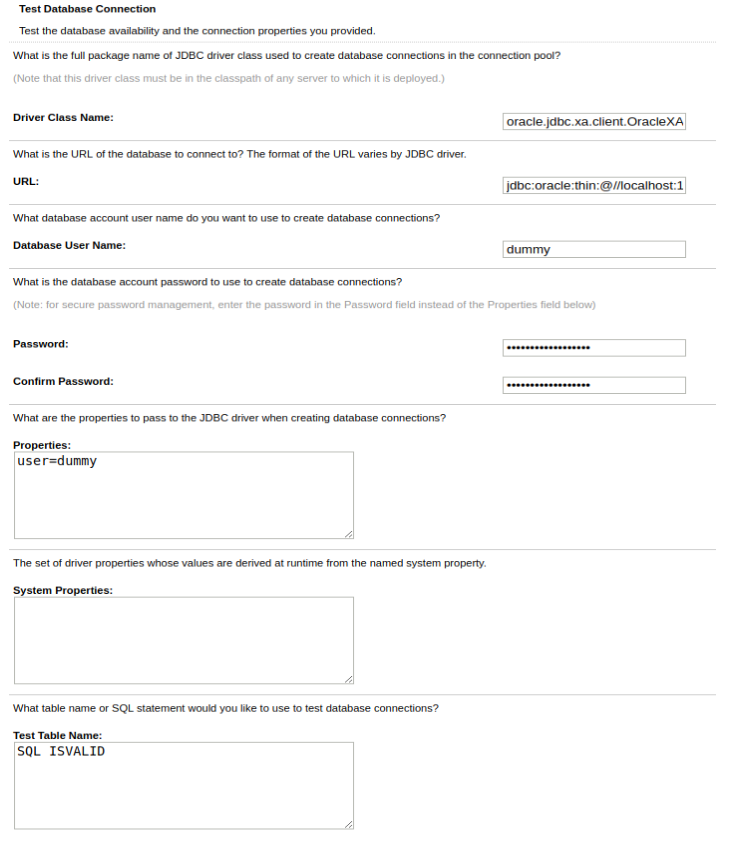 Test Database Connection
Test the database availability and the connection properties you provided.
What is the full package name of JDBC driver class used to create database connections in the connection pool?
(Note that this driver class must be in the classpath of any server to which it is deployed.)
Driver Class Name: oracle.jdbc.xa.client.OracleXA
What is the URL of the database to connect to? The format of the URL varies by JDBC driver.
URL: jdbc:oracle:thin:@//localhost:1
What database account user name do you want to use to create database connections?
Database User Name: dummy
What is the database account password to use to create database connections?
(Note: for secure password management, enter the password in the Password field instead of the Properties field below)
Password: ••••••••••••••••••
Confirm Password: ••••••••••••••••••
What are the properties to pass to the JDBC driver when creating database connections?
Properties:
user=dummy
The set of driver properties whose values are derived at runtime from the named system property.
System Properties:
What table name or SQL statement would you like to use to test database connections?
Test Table Name:
SQL ISVALID